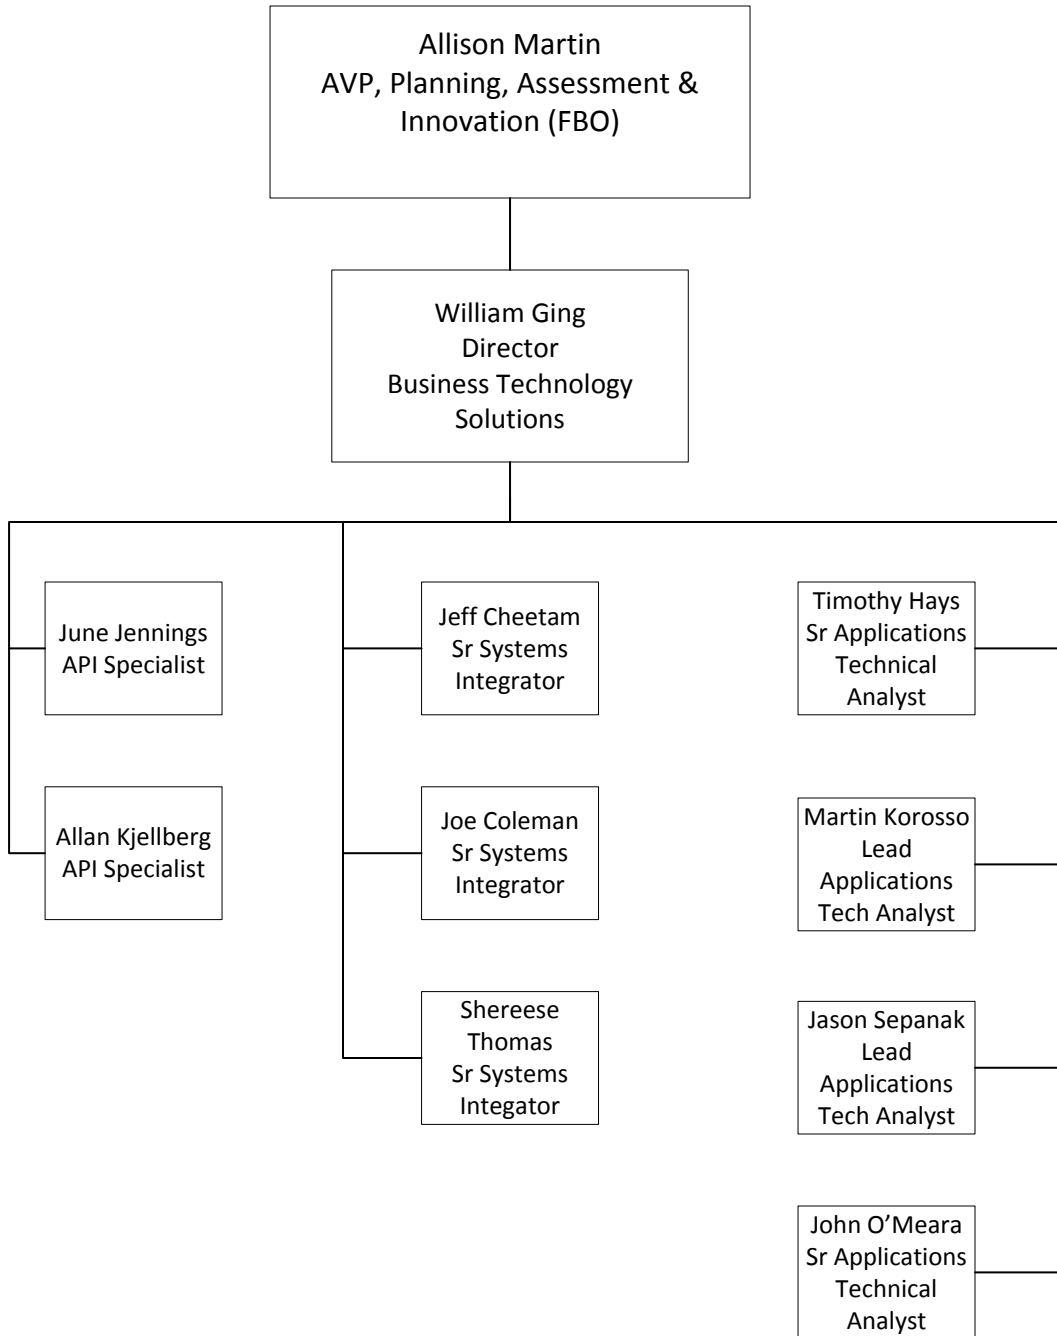 Allison Martin
AVP, Planning, Assessment &
Innovation (FBO)
William Ging
Director
Business Technology
Solutions
June Jennings
API Specialist
Allan Kjellberg
API Specialist
Jeff Cheetam
Sr Systems
Integrator
Joe Coleman
Sr Systems
Integrator
Shereese
Thomas
Sr Systems
Integator
Timothy Hays
Sr Applications
Technical
Analyst
Martin Korosso
Lead
Applications
Tech Analyst
Jason Sepanak
Lead
Applications
Tech Analyst
John O’Meara
Sr Applications
Technical
Analyst